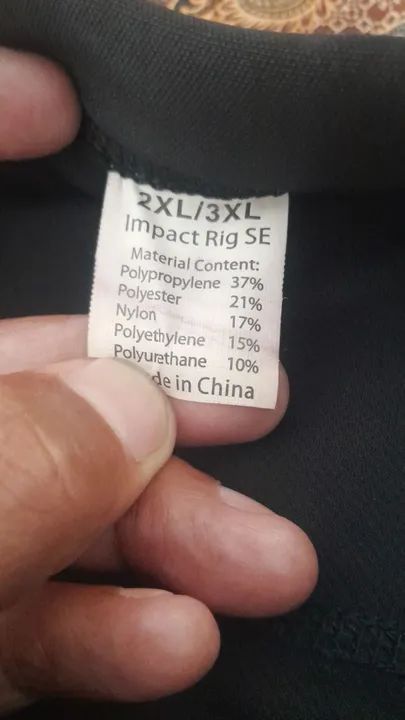 2XL/3XL
Impact Rig SE
Material Content:
Polypropylene 37%
Polyester 21%
Nylon 17%
Polyethylene 15%
Polyurethane 10%
de in China